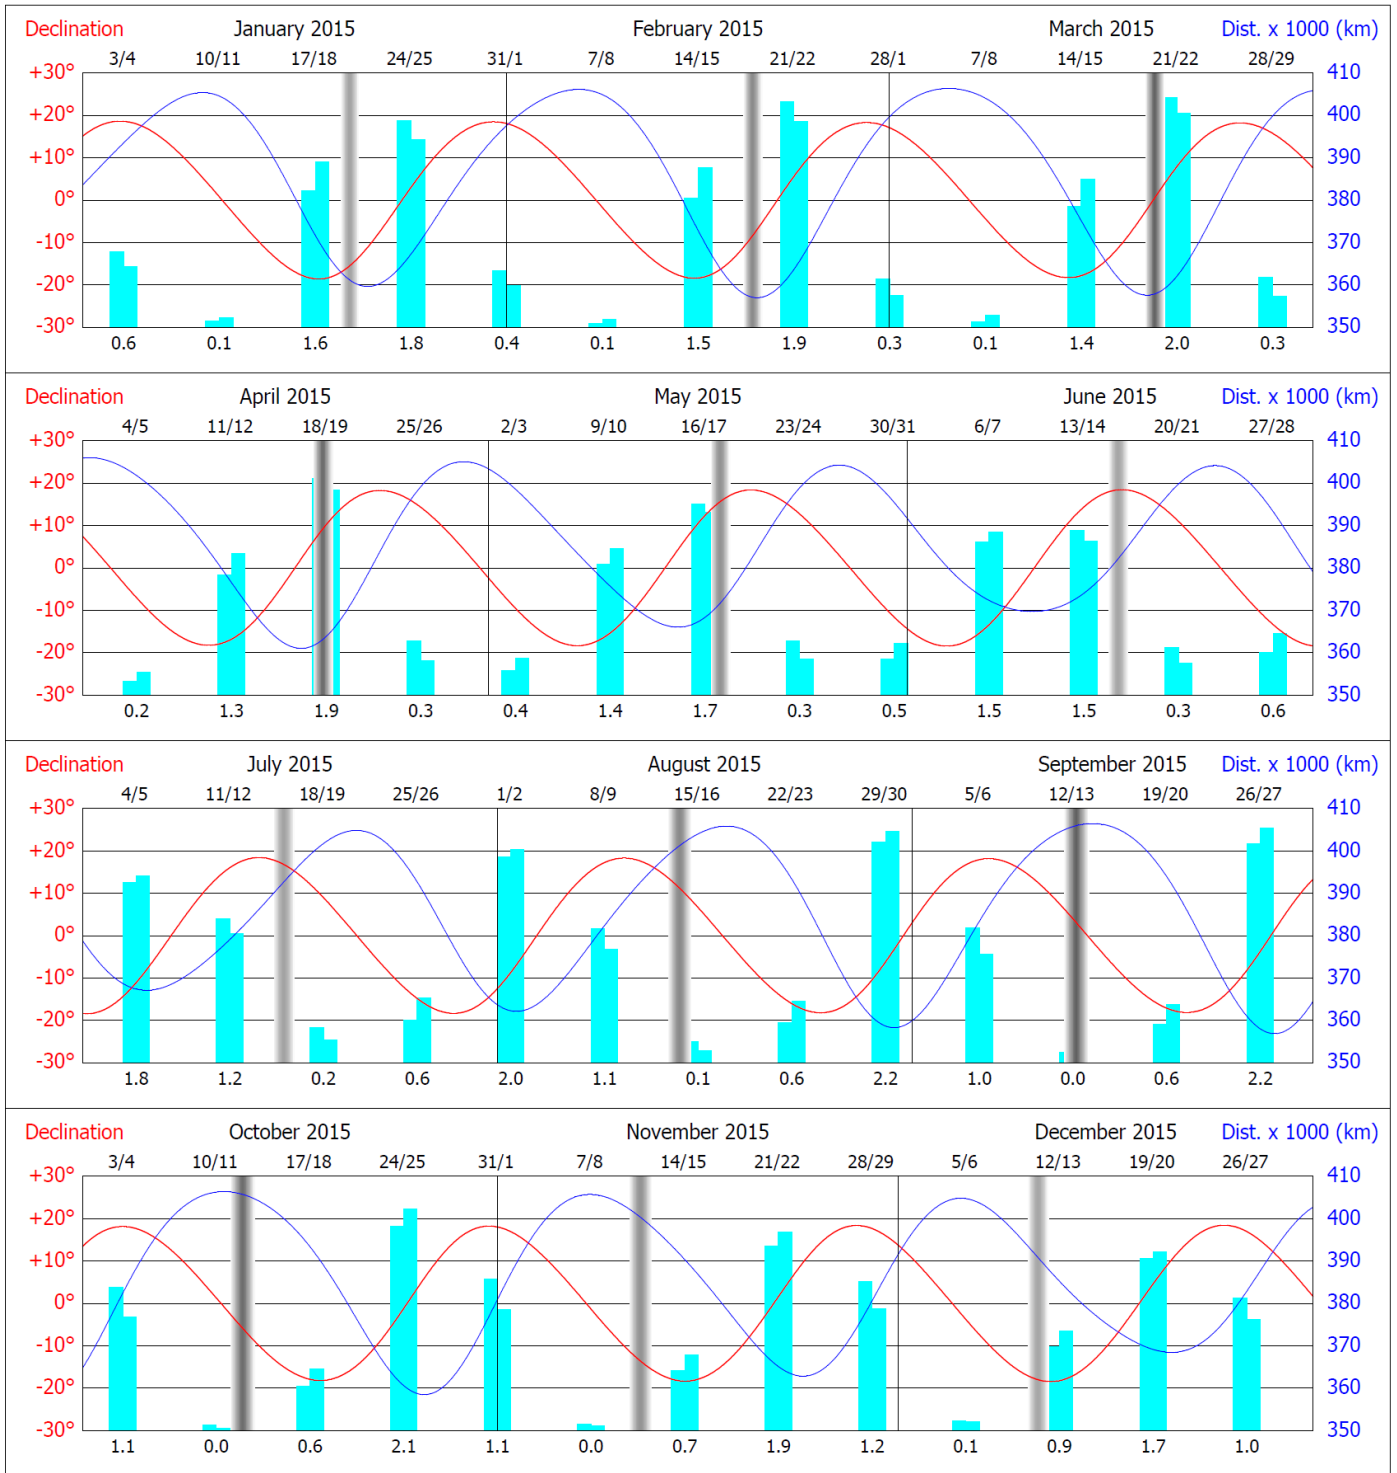 Declination January 2015 February 2015 March 2015 Dist. x 1000 (km)
3/4 10/11 17/18 24/25 31/1 7/8 14/15 21/22 28/1 7/8 14/15 21/22 28/29
+30° 410
+20° 400
+10° 390
0° 380
-10° 370
-20° 360
-30° 350
0.6 0.1 1.6 1.8 0.4 0.1 1.5 1.9 0.3 0.1 1.4 2.0 0.3
Declination April 2015 May 2015 June 2015 Dist. x 1000 (km)
4/5 11/12 18/19 25/26 2/3 9/10 16/17 23/24 30/31 6/7 13/14 20/21 27/28
+30° 410
+20° 400
+10° 390
0° 380
-10° 370
-20° 360
-30° 350
0.2 1.3 1.9 0.3 0.4 1.4 1.7 0.3 0.5 1.5 1.5 0.3 0.6
Declination July 2015 August 2015 September 2015 Dist. x 1000 (km)
4/5 11/12 18/19 25/26 1/2 8/9 15/16 22/23 29/30 5/6 12/13 19/20 26/27
+30° 410
+20° 400
+10° 390
0° 380
-10° 370
-20° 360
-30° 350
1.8 1.2 0.2 0.6 2.0 1.1 0.1 0.6 2.2 1.0 0.0 0.6 2.2
Declination October 2015 November 2015 December 2015 Dist. x 1000 (km)
3/4 10/11 17/18 24/25 31/1 7/8 14/15 21/22 28/29 5/6 12/13 19/20 26/27
+30° 410
+20° 400
+10° 390
0° 380
-10° 370
-20° 360
-30° 350
1.1 0.0 0.6 2.1 1.1 0.0 0.7 1.9 1.2 0.1 0.9 1.7 1.0